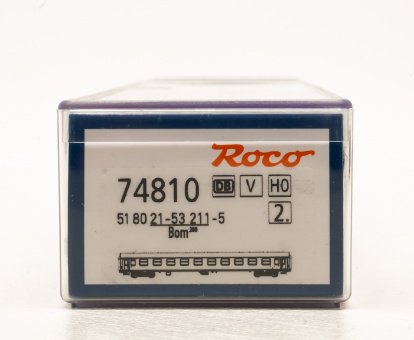 Roco
74810 DB V H0
2.
51 80 21-53 211-5
Bom